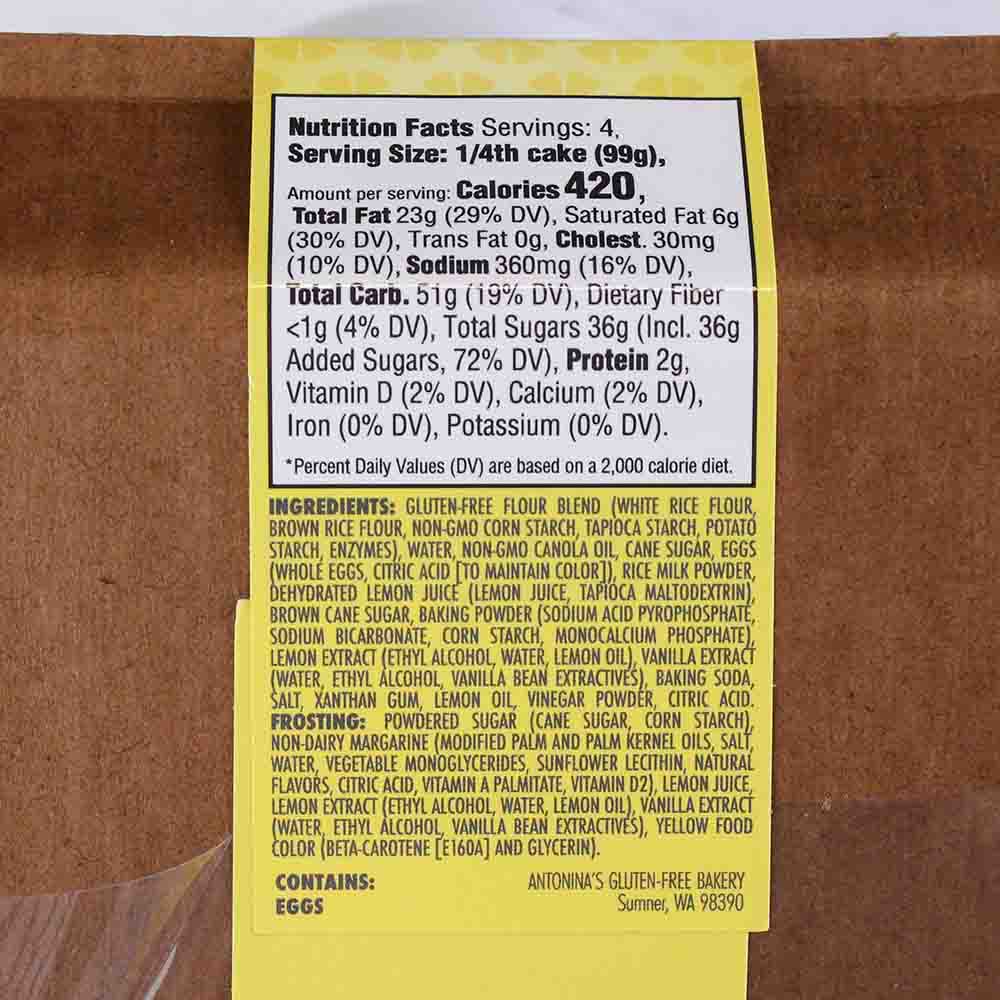 Nutrition Facts Servings: 4,
Serving Size: 1/4th cake (99g),
Amount per serving: Calories 420,
Total Fat 23g (29% DV), Saturated Fat 6g
(30% DV), Trans Fat 0g, Cholest. 30mg
(10% DV), Sodium 360mg (16% DV),
Total Carb. 51g (19% DV), Dietary Fiber
<1g (4% DV), Total Sugars 36g (Incl. 36g
Added Sugars, 72% DV), Protein 2g,
Vitamin D (2% DV), Calcium (2% DV),
Iron (0% DV), Potassium (0% DV).
*Percent Daily Values (DV) are based on a 2,000 calorie diet.
INGREDIENTS: GLUTEN-FREE FLOUR BLEND (WHITE RICE FLOUR,
BROWN RICE FLOUR, NON-GMO CORN STARCH, TAPIOCA STARCH, POTATO
STARCH, ENZYMES), WATER, NON-GMO CANOLA OIL, CANE SUGAR, EGGS
(WHOLE EGGS, CITRIC ACID [TO MAINTAIN COLOR]), RICE MILK POWDER,
DEHYDRATED LEMON JUICE (LEMON JUICE, TAPIOCA MALTODEXTRIN),
BROWN CANE SUGAR, BAKING POWDER (SODIUM ACID PYROPHOSPHATE,
SODIUM BICARBONATE, CORN STARCH, MONOCALCIUM PHOSPHATE),
LEMON EXTRACT (ETHYL ALCOHOL, WATER, LEMON OIL), VANILLA EXTRACT
(WATER, ETHYL ALCOHOL, VANILLA BEAN EXTRACTIVES), BAKING SODA,
SALT, XANTHAN GUM, LEMON OIL, VINEGAR POWDER, CITRIC ACID.
FROSTING: POWDERED SUGAR (CANE SUGAR, CORN STARCH),
NON-DAIRY MARGARINE (MODIFIED PALM AND PALM KERNEL OILS, SALT,
WATER, VEGETABLE MONOGLYCERIDES, SUNFLOWER LECITHIN, NATURAL
FLAVORS, CITRIC ACID, VITAMIN A PALMITATE, VITAMIN D2), LEMON JUICE,
LEMON EXTRACT (ETHYL ALCOHOL, WATER, LEMON OIL), VANILLA EXTRACT
(WATER, ETHYL ALCOHOL, VANILLA BEAN EXTRACTIVES), YELLOW FOOD
COLOR (BETA-CAROTENE [E160A] AND GLYCERIN).
CONTAINS:
EGGS
ANTONINA'S GLUTEN-FREE BAKERY
Sumner, WA 98390